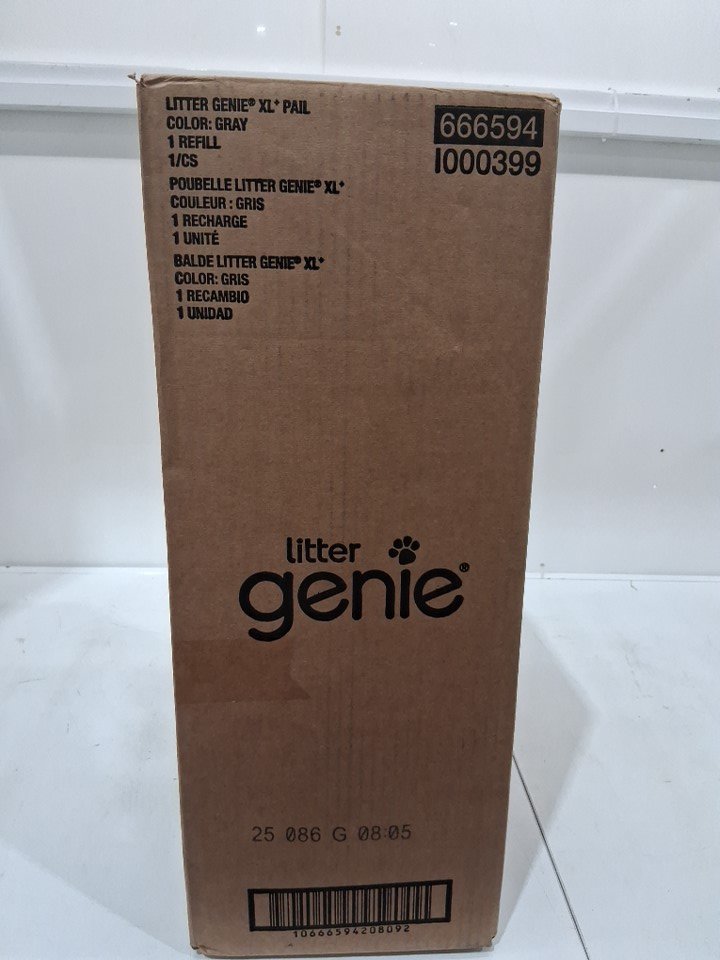 LITTER GENIE® XL⁺ PAIL
COLOR: GRAY
1 REFILL
1/CS
POUBELLE LITTER GENIE® XL⁺
COULEUR : GRIS
1 RECHARGE
1 UNITÉ
BALDE LITTER GENIE® XL⁺
COLOR: GRIS
1 RECAMBIO
1 UNIDAD
666594
I000399
litter
genie®
25 086 G 08:05
10666594208092